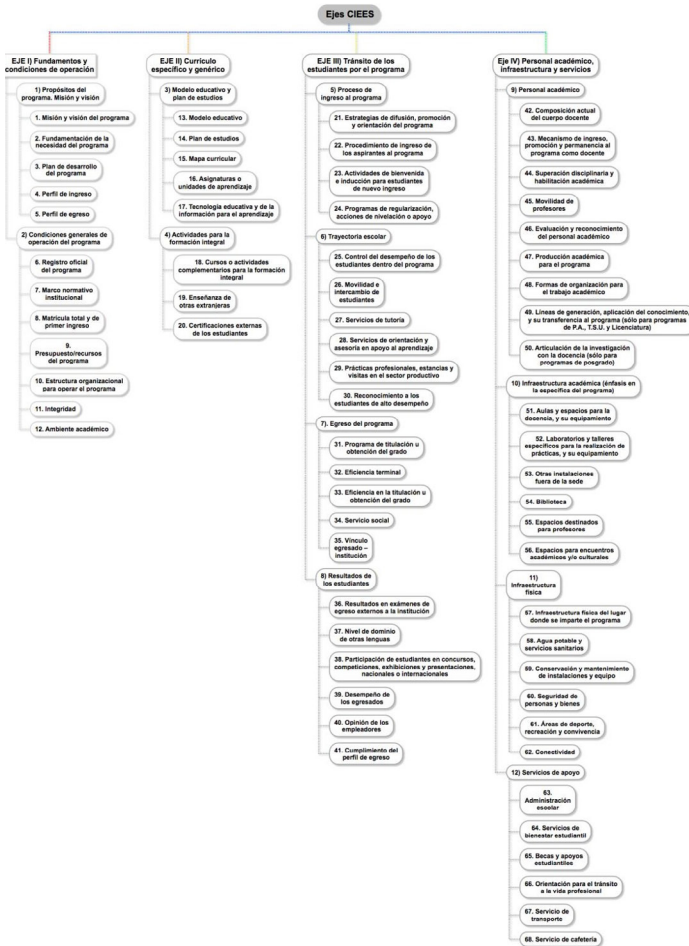 Ejes CIEES
EJE I) Fundamentos y
condiciones de operación
1) Propósitos del
programa. Misión y visión
1. Misión y visión del programa
2. Fundamentación de la
necesidad del programa
3. Plan de desarrollo
del programa
4. Perfil de ingreso
5. Perfil de egreso
2) Condiciones generales de
operación del programa
6. Registro oficial
del programa
7. Marco normativo
institucional
8. Matrícula total y de
primer ingreso
9.
Presupuesto/recursos
del programa
10. Estructura organizacional
para operar el programa
11. Integridad
12. Ambiente académico
EJE II) Currículo
específico y genérico
3) Modelo educativo y
plan de estudios
13. Modelo educativo
14. Plan de estudios
15. Mapa curricular
16. Asignaturas o
unidades de aprendizaje
17. Tecnología educativa y de la
información para el aprendizaje
4) Actividades para la
formación integral
18. Cursos o actividades
complementarios para la formación
integral
19. Enseñanza de
otras extranjeras
20. Certificaciones externas
de los estudiantes
EJE III) Tránsito de los
estudiantes por el programa
5) Proceso de
ingreso al programa
21. Estrategias de difusión, promoción
y orientación del programa
22. Procedimiento de ingreso de
los aspirantes al programa
23. Actividades de bienvenida
e inducción para estudiantes
de nuevo ingreso
24. Programas de regularización,
acciones de nivelación o apoyo
6) Trayectoria escolar
25. Control del desempeño de los
estudiantes dentro del programa
26. Movilidad e
intercambio de
estudiantes
27. Servicios de tutoría
28. Servicios de orientación y
asesoría en apoyo al aprendizaje
29. Prácticas profesionales, estancias y
visitas en el sector productivo
30. Reconocimiento a los
estudiantes de alto desempeño
7). Egreso del programa
31. Programa de titulación u
obtención del grado
32. Eficiencia terminal
33. Eficiencia en la titulación u
obtención del grado
34. Servicio social
35. Vínculo
egresado –
institución
8) Resultados de
los estudiantes
36. Resultados en exámenes de
egreso externos a la institución
37. Nivel de dominio
de otras lenguas
38. Participación de estudiantes en concursos,
competiciones, exhibiciones y presentaciones,
nacionales o internacionales
39. Desempeño de
los egresados
40. Opinión de los
empleadores
41. Cumplimiento del
perfil de egreso
Eje IV) Personal académico,
infraestructura y servicios
9) Personal académico
42. Composición actual
del cuerpo docente
43. Mecanismo de ingreso,
promoción y permanencia al
programa como docente
44. Superación disciplinaria y
habilitación académica
45. Movilidad de
profesores
46. Evaluación y reconocimiento
del personal académico
47. Producción académica
para el programa
48. Formas de organización para
el trabajo académico
49. Líneas de generación, aplicación del conocimiento,
y su transferencia al programa (sólo para programas
de P.A., T.S.U. y Licenciatura)
50. Articulación de la investigación
con la docencia (sólo para
programas de posgrado)
10) Infraestructura académica (énfasis en
la específica del programa)
51. Aulas y espacios para la
docencia, y su equipamiento
52. Laboratorios y talleres
específicos para la realización de
prácticas, y su equipamiento
53. Otras instalaciones
fuera de la sede
54. Biblioteca
55. Espacios destinados
para profesores
56. Espacios para encuentros
académicos y/o culturales
11)
Infraestructura
física
57. Infraestructura física del lugar
donde se imparte el programa
58. Agua potable y
servicios sanitarios
59. Conservación y mantenimiento
de instalaciones y equipo
60. Seguridad de
personas y bienes
61. Áreas de deporte,
recreación y convivencia
62. Conectividad
12) Servicios de apoyo
63.
Administración
escolar
64. Servicios de
bienestar estudiantil
65. Becas y apoyos
estudiantiles
66. Orientación para el tránsito
a la vida profesional
67. Servicio de
transporte
68. Servicio de cafetería